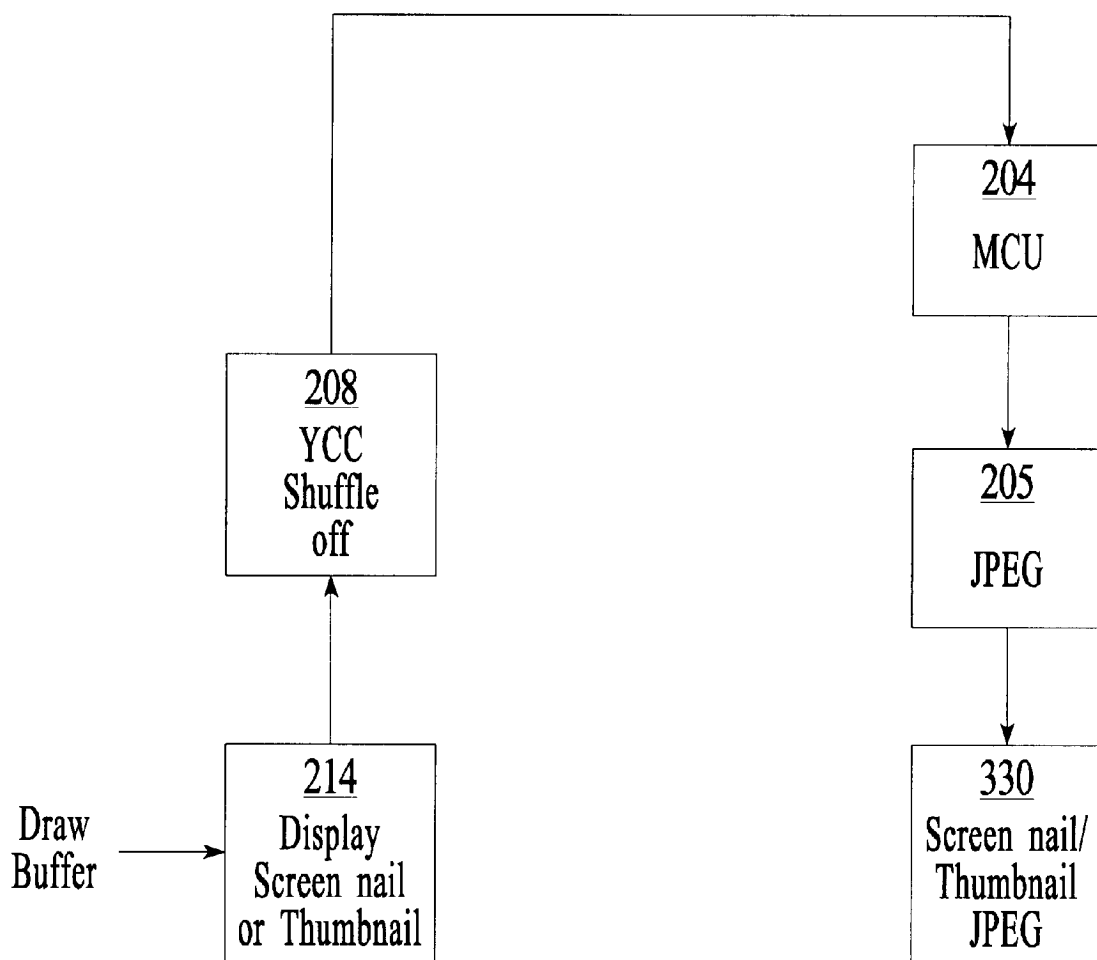 204
MCU
208
YCC
Shuffle
off
205
JPEG
Draw
Buffer
214
Display
Screen nail
or Thumbnail
330
Screen nail/
Thumbnail
JPEG